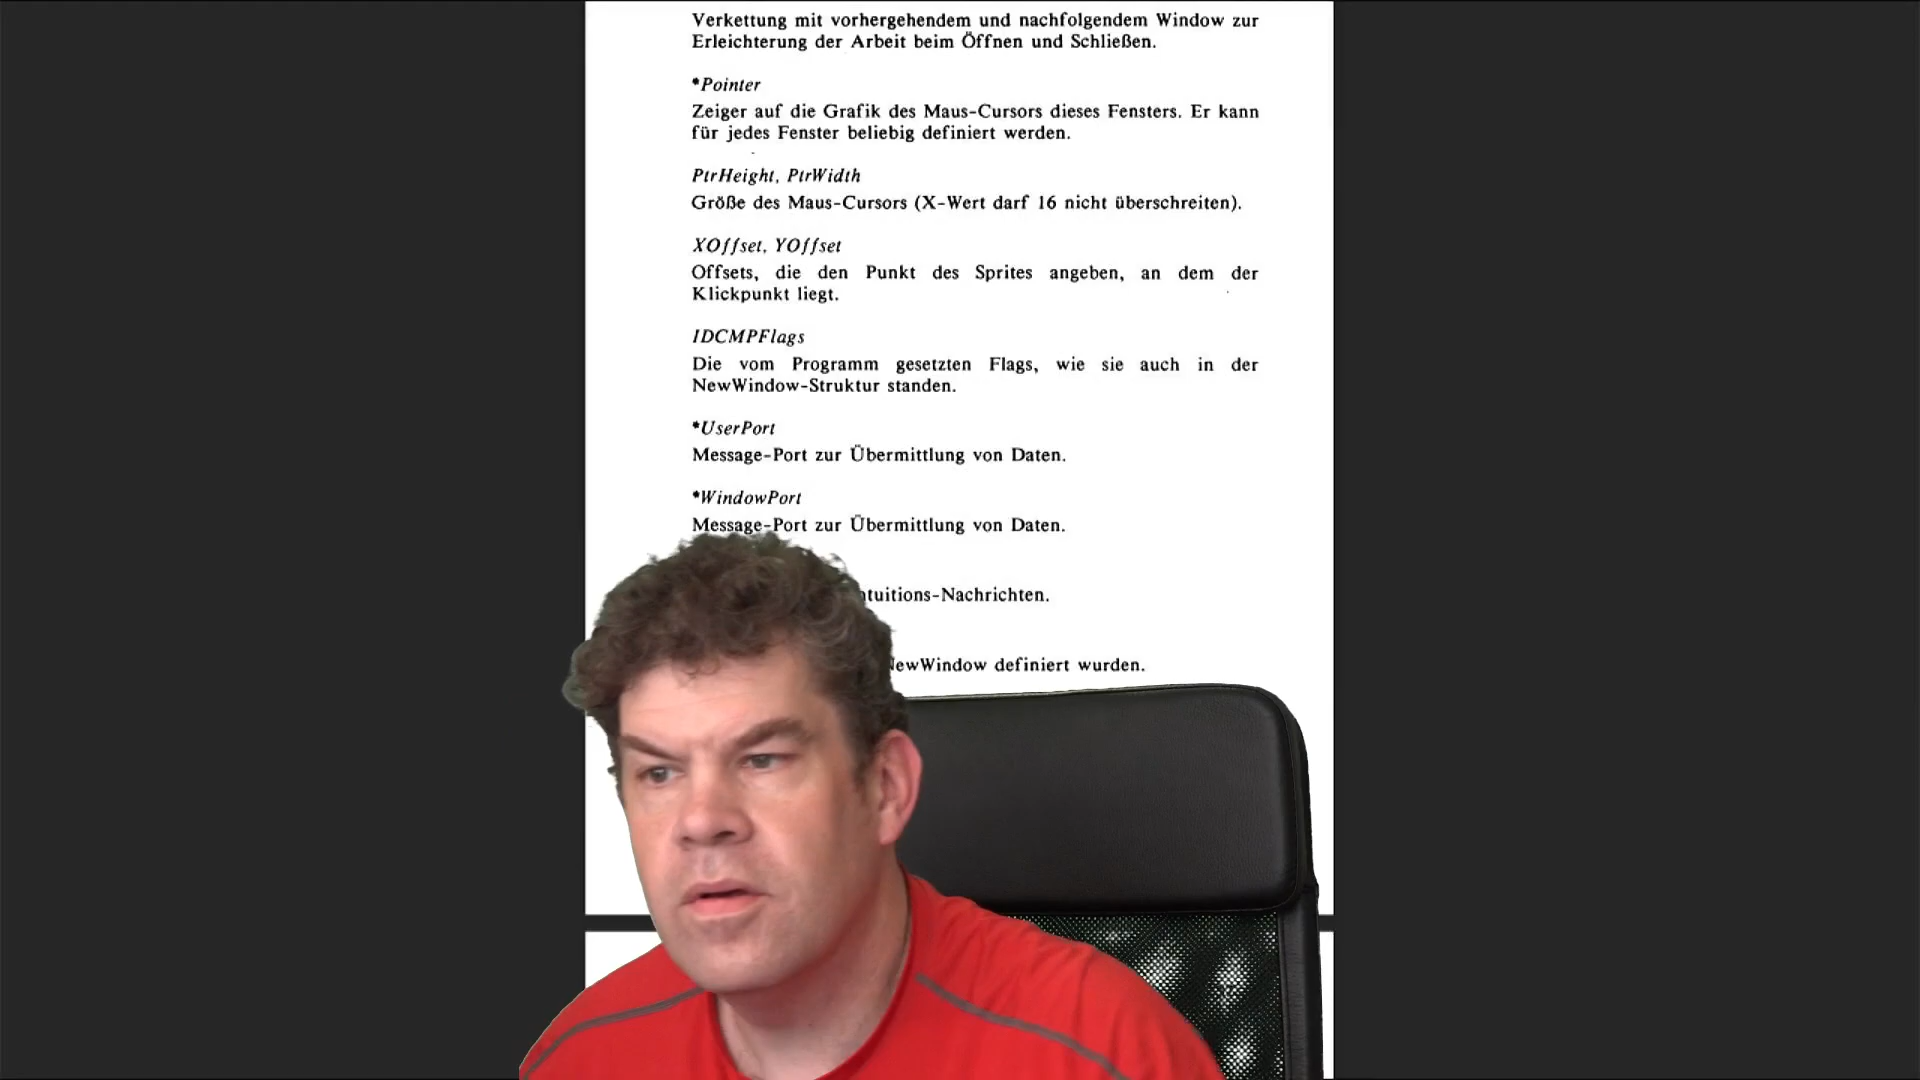 Verkettung mit vorhergehendem und nachfolgendem Window zur
Erleichterung der Arbeit beim Öffnen und Schließen.
*Pointer
Zeiger auf die Grafik des Maus-Cursors dieses Fensters. Er kann
für jedes Fenster beliebig definiert werden.
PtrHeight, PtrWidth
Größe des Maus-Cursors (X-Wert darf 16 nicht überschreiten).
XOffset, YOffset
Offsets, die den Punkt des Sprites angeben, an dem der
Klickpunkt liegt.
IDCMPFlags
Die vom Programm gesetzten Flags, wie sie auch in der
NewWindow-Struktur standen.
*UserPort
Message-Port zur Übermittlung von Daten.
*WindowPort
Message-Port zur Übermittlung von Daten.
tuitions-Nachrichten.
ewWindow definiert wurden.